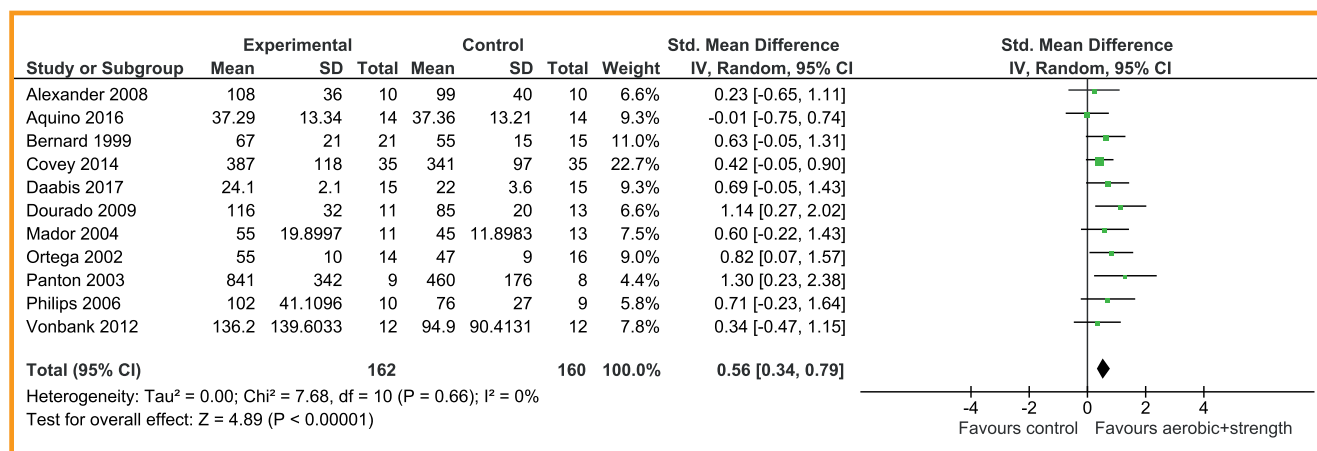 Experimental Control Std. Mean Difference Std. Mean Difference
Study or Subgroup Mean SD Total Mean SD Total Weight IV, Random, 95% CI IV, Random, 95% CI
Alexander 2008 108 36 10 99 40 10 6.6% 0.23 [-0.65, 1.11]
Aquino 2016 37.29 13.34 14 37.36 13.21 14 9.3% -0.01 [-0.75, 0.74]
Bernard 1999 67 21 21 55 15 15 11.0% 0.63 [-0.05, 1.31]
Covey 2014 387 118 35 341 97 35 22.7% 0.42 [-0.05, 0.90]
Daabis 2017 24.1 2.1 15 22 3.6 15 9.3% 0.69 [-0.05, 1.43]
Dourado 2009 116 32 11 85 20 13 6.6% 1.14 [0.27, 2.02]
Mador 2004 55 19.8997 11 45 11.8983 13 7.5% 0.60 [-0.22, 1.43]
Ortega 2002 55 10 14 47 9 16 9.0% 0.82 [0.07, 1.57]
Panton 2003 841 342 9 460 176 8 4.4% 1.30 [0.23, 2.38]
Philips 2006 102 41.1096 10 76 27 9 5.8% 0.71 [-0.23, 1.64]
Vonbank 2012 136.2 139.6033 12 94.9 90.4131 12 7.8% 0.34 [-0.47, 1.15]
Total (95% CI) 162 160 100.0% 0.56 [0.34, 0.79]
Heterogeneity: Tau² = 0.00; Chi² = 7.68, df = 10 (P = 0.66); I² = 0%
Test for overall effect: Z = 4.89 (P < 0.00001)
-4 -2 0 2 4
Favours control Favours aerobic+strength